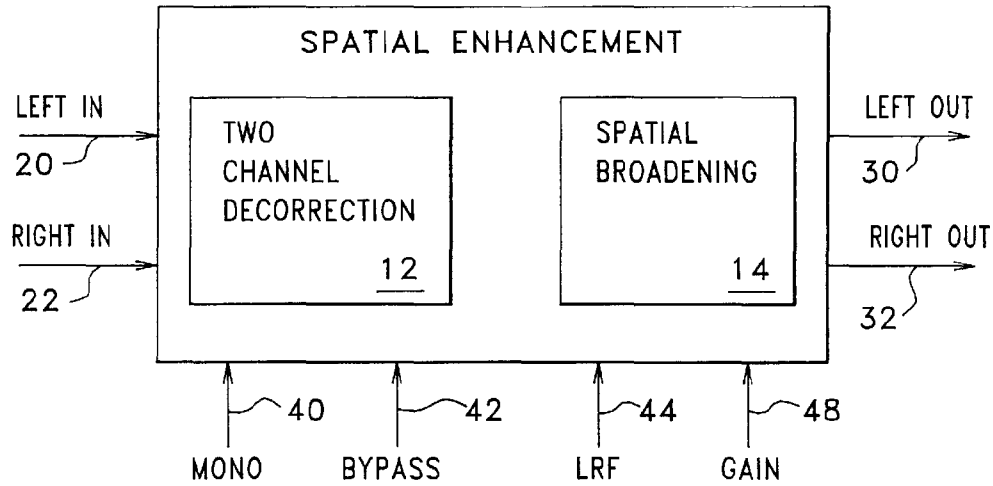 SPATIAL ENHANCEMENT
LEFT IN
20
RIGHT IN
22
TWO
CHANNEL
DECORRECTION
12
SPATIAL
BROADENING
14
LEFT OUT
30
RIGHT OUT
32
40
42
44
48
MONO
BYPASS
LRF
GAIN